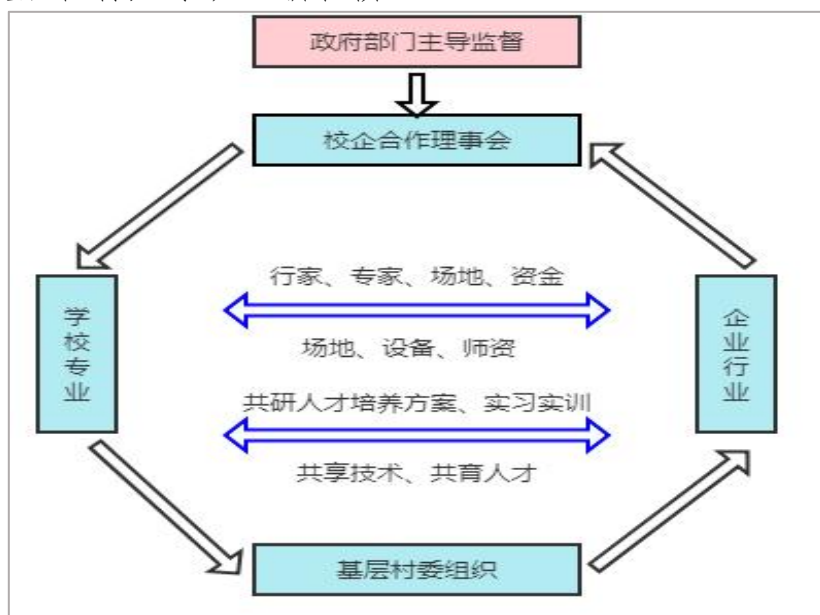 政府部门主导监督
校企合作理事会
行家、专家、场地、资金
学校专业
企业行业
场地、设备、师资
共研人才培养方案、实习实训
共享技术、共育人才
基层村委组织